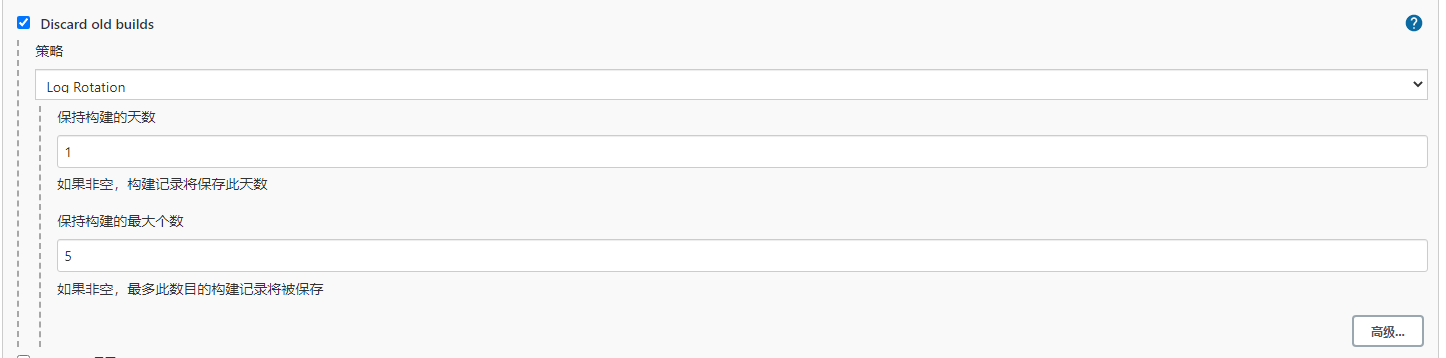 Discard old builds
?
策略
Log Rotation
保持构建的天数
1
如果非空，构建记录将保存此天数
保持构建的最大个数
5
如果非空，最多此数目的构建记录将被保存
高级...